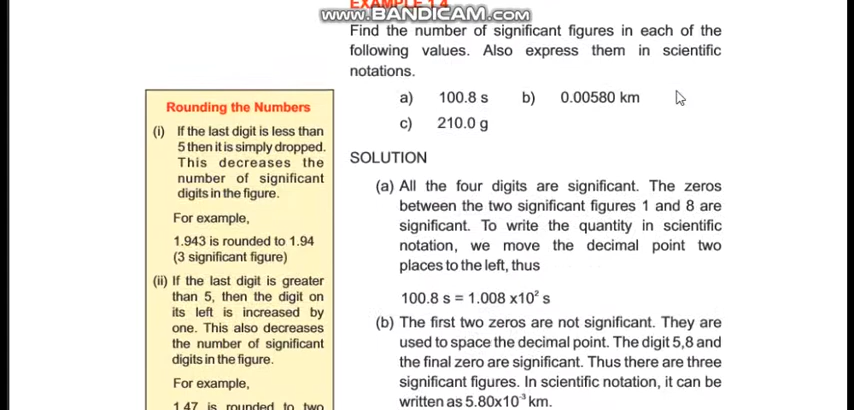 EXAMPLE 1.4
www.BANDICAM.com
Find the number of significant figures in each of the
following values. Also express them in scientific
notations.
a) 100.8 s b) 0.00580 km
c) 210.0 g
SOLUTION
(a) All the four digits are significant. The zeros
between the two significant figures 1 and 8 are
significant. To write the quantity in scientific
notation, we move the decimal point two
places to the left, thus
100.8 s = 1.008 x10² s
(b) The first two zeros are not significant. They are
used to space the decimal point. The digit 5,8 and
the final zero are significant. Thus there are three
significant figures. In scientific notation, it can be
written as 5.80x10⁻³ km.
Rounding the Numbers
(i) If the last digit is less than
5 then it is simply dropped.
This decreases the
number of significant
digits in the figure.
For example,
1.943 is rounded to 1.94
(3 significant figure)
(ii) If the last digit is greater
than 5, then the digit on
its left is increased by
one. This also decreases
the number of significant
digits in the figure.
For example,
1.47 is rounded to two